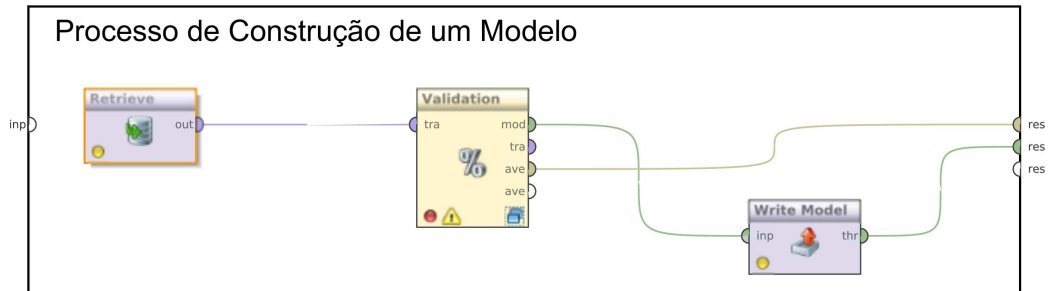 Processo de Construção de um Modelo
Retrieve
Validation
inp
out
tra
mod
res
tra
res
%
ave
res
ave
Write Model
inp
thr